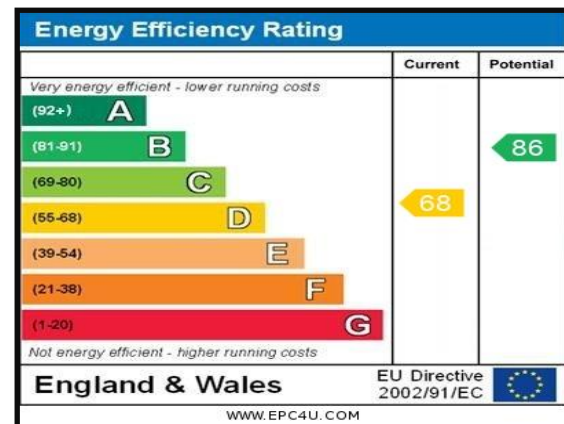 Energy Efficiency Rating
Current Potential
Very energy efficient - lower running costs
(92+) A
(81-91) B
86
(69-80) C
68
(55-68) D
(39-54) E
(21-38) F
(1-20) G
Not energy efficient - higher running costs
England & Wales
EU Directive
2002/91/EC
WWW.EPC4U.COM